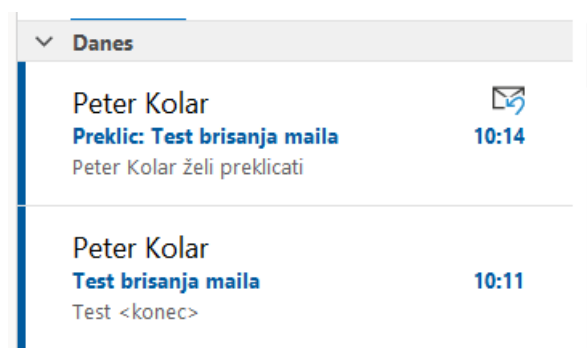 Danes
Peter Kolar
Preklic: Test brisanja maila 10:14
Peter Kolar želi preklicati
Peter Kolar
Test brisanja maila 10:11
Test <konec>